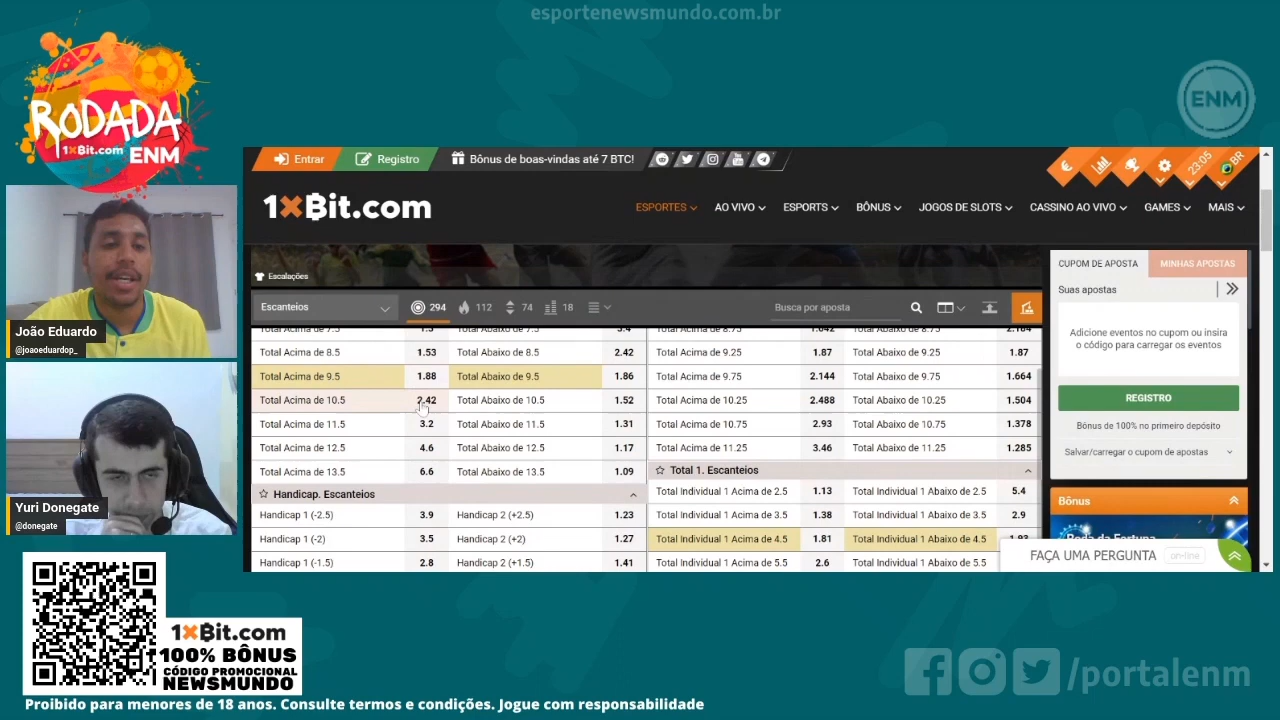 esportenewsmundo.com.br
RODADA
1×Bit.com
ENM
ENM
Entrar
Registro
Bônus de boas-vindas até 7 BTC!
23:05
BR
1×Bit.com
ESPORTES
AO VIVO
ESPORTS
BÔNUS
JOGOS DE SLOTS
CASSINO AO VIVO
GAMES
MAIS
Escalações
Escanteios
294
112
74
18
Busca por aposta
Total Acima de 8.5 1.53 Total Abaixo de 8.5 2.42
Total Acima de 9.5 1.88 Total Abaixo de 9.5 1.86
Total Acima de 10.5 2.42 Total Abaixo de 10.5 1.52
Total Acima de 11.5 3.2 Total Abaixo de 11.5 1.31
Total Acima de 12.5 4.6 Total Abaixo de 12.5 1.17
Total Acima de 13.5 6.6 Total Abaixo de 13.5 1.09
Handicap. Escanteios
Handicap 1 (-2.5) 3.9 Handicap 2 (+2.5) 1.23
Handicap 1 (-2) 3.5 Handicap 2 (+2) 1.27
Handicap 1 (-1.5) 2.8 Handicap 2 (+1.5) 1.41
Total Acima de 9.25 1.87 Total Abaixo de 9.25 1.87
Total Acima de 9.75 2.144 Total Abaixo de 9.75 1.664
Total Acima de 10.25 2.488 Total Abaixo de 10.25 1.504
Total Acima de 10.75 2.93 Total Abaixo de 10.75 1.378
Total Acima de 11.25 3.46 Total Abaixo de 11.25 1.285
Total 1. Escanteios
Total Individual 1 Acima de 2.5 1.13 Total Individual 1 Abaixo de 2.5 5.4
Total Individual 1 Acima de 3.5 1.38 Total Individual 1 Abaixo de 3.5 2.9
Total Individual 1 Acima de 4.5 1.81 Total Individual 1 Abaixo de 4.5
Total Individual 1 Acima de 5.5 2.6 Total Individual 1 Abaixo de 5.5
CUPOM DE APOSTA
MINHAS APOSTAS
Suas apostas
Adicione eventos no cupom ou insira
o código para carregar os eventos
REGISTRO
Bônus de 100% no primeiro depósito
Salvar/carregar o cupom de apostas
Bônus
Roda da Fortuna
FAÇA UMA PERGUNTA
on-line
João Eduardo
@joaoeduardop_
Yuri Donegate
@donegate
1×Bit.com
100% BÔNUS
CÓDIGO PROMOCIONAL
NEWSMUNDO
/portalenm
Proibido para menores de 18 anos. Consulte termos e condições. Jogue com responsabilidade